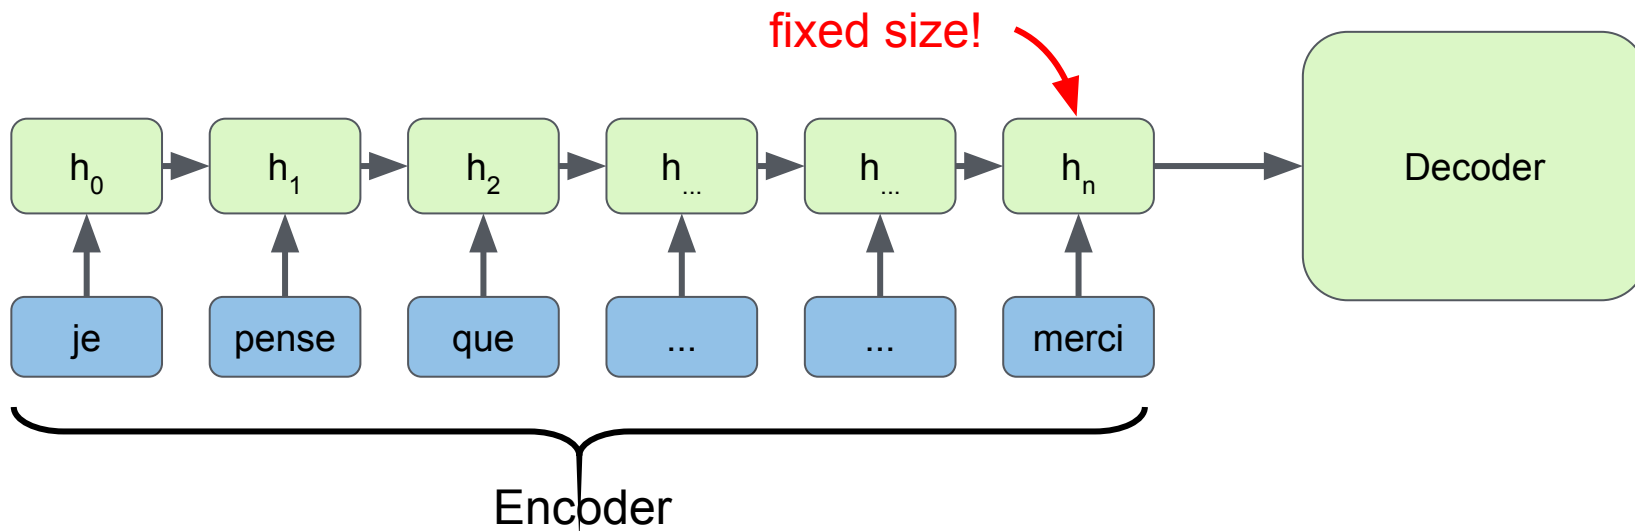 fixed size!
h0 h1 h2 h... h... hn Decoder
je pense que ... ... merci
Encoder